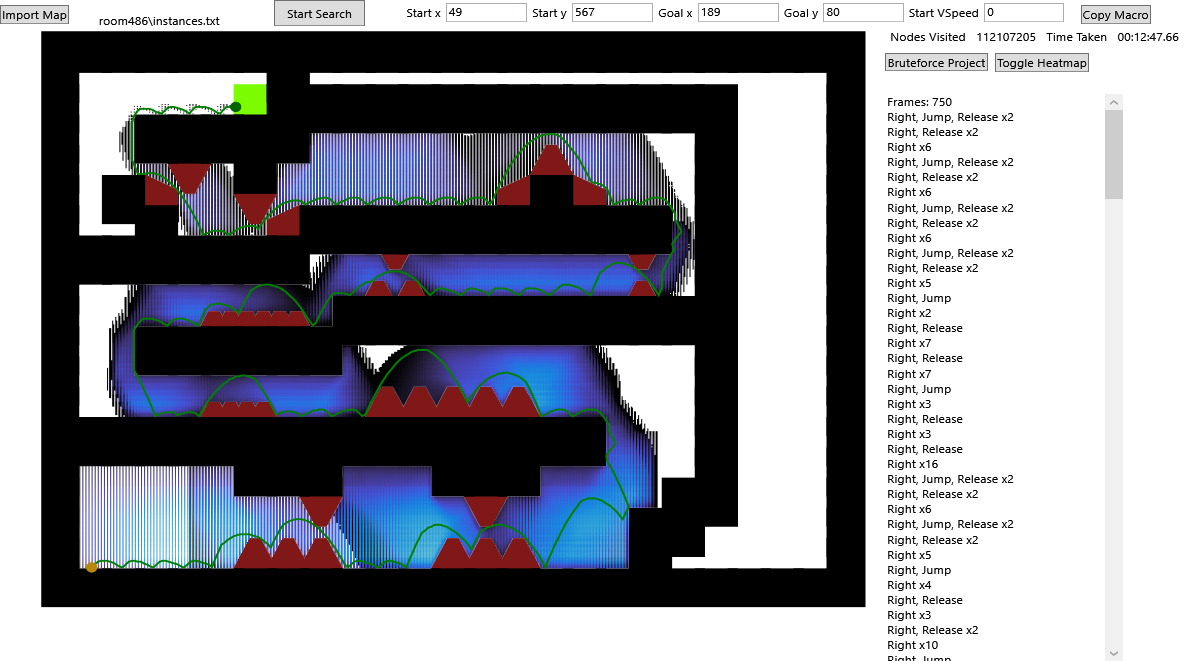 Import Map room486\instances.txt Start Search Start x 49 Start y 567 Goal x 189 Goal y 80 Start VSpeed 0 Copy Macro
Nodes Visited 112107205 Time Taken 00:12:47.66
Bruteforce Project Toggle Heatmap
Frames: 750
Right, Jump, Release x2
Right, Release x2
Right x6
Right, Jump, Release x2
Right, Release x2
Right x6
Right, Jump, Release x2
Right, Release x2
Right x6
Right, Jump, Release x2
Right, Release x2
Right x5
Right, Jump
Right x2
Right, Release
Right x7
Right, Release
Right x7
Right, Jump
Right x3
Right, Release
Right x3
Right, Release
Right x16
Right, Jump, Release x2
Right, Release x2
Right x6
Right, Jump, Release x2
Right, Release x2
Right x5
Right, Jump
Right x4
Right, Release
Right x3
Right, Release x2
Right x10
Right, Jump